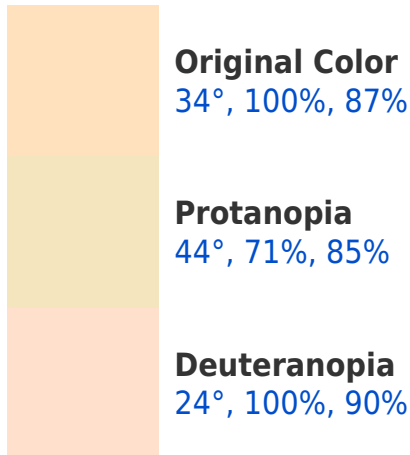 Original Color
34°, 100%, 87%
Protanopia
44°, 71%, 85%
Deuteranopia
24°, 100%, 90%